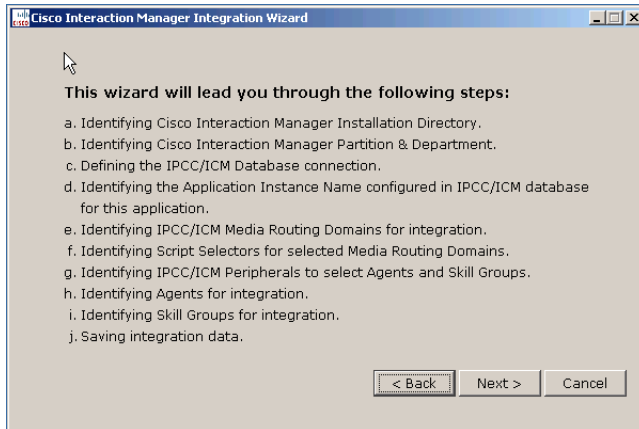 Cisco Interaction Manager Integration Wizard
This wizard will lead you through the following steps:
a. Identifying Cisco Interaction Manager Installation Directory.
b. Identifying Cisco Interaction Manager Partition & Department.
c. Defining the IPCC/ICM Database connection.
d. Identifying the Application Instance Name configured in IPCC/ICM database
for this application.
e. Identifying IPCC/ICM Media Routing Domains for integration.
f. Identifying Script Selectors for selected Media Routing Domains.
g. Identifying IPCC/ICM Peripherals to select Agents and Skill Groups.
h. Identifying Agents for integration.
i. Identifying Skill Groups for integration.
j. Saving integration data.
< Back Next > Cancel